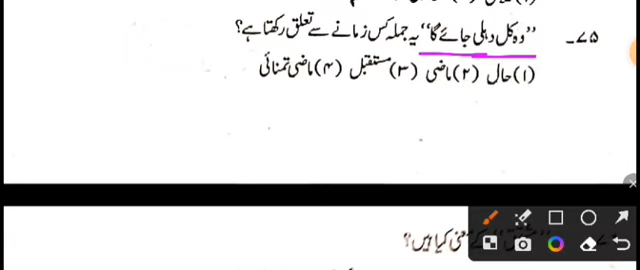 ۷۵۔ ”وہ کل دہلی جائے گا“ یہ جملہ کس زمانے سے تعلق رکھتا ہے؟
(۱) حال (۲) ماضی (۳) مستقبل (۴) ماضی تمنائی
کے معنی کیا ہیں؟